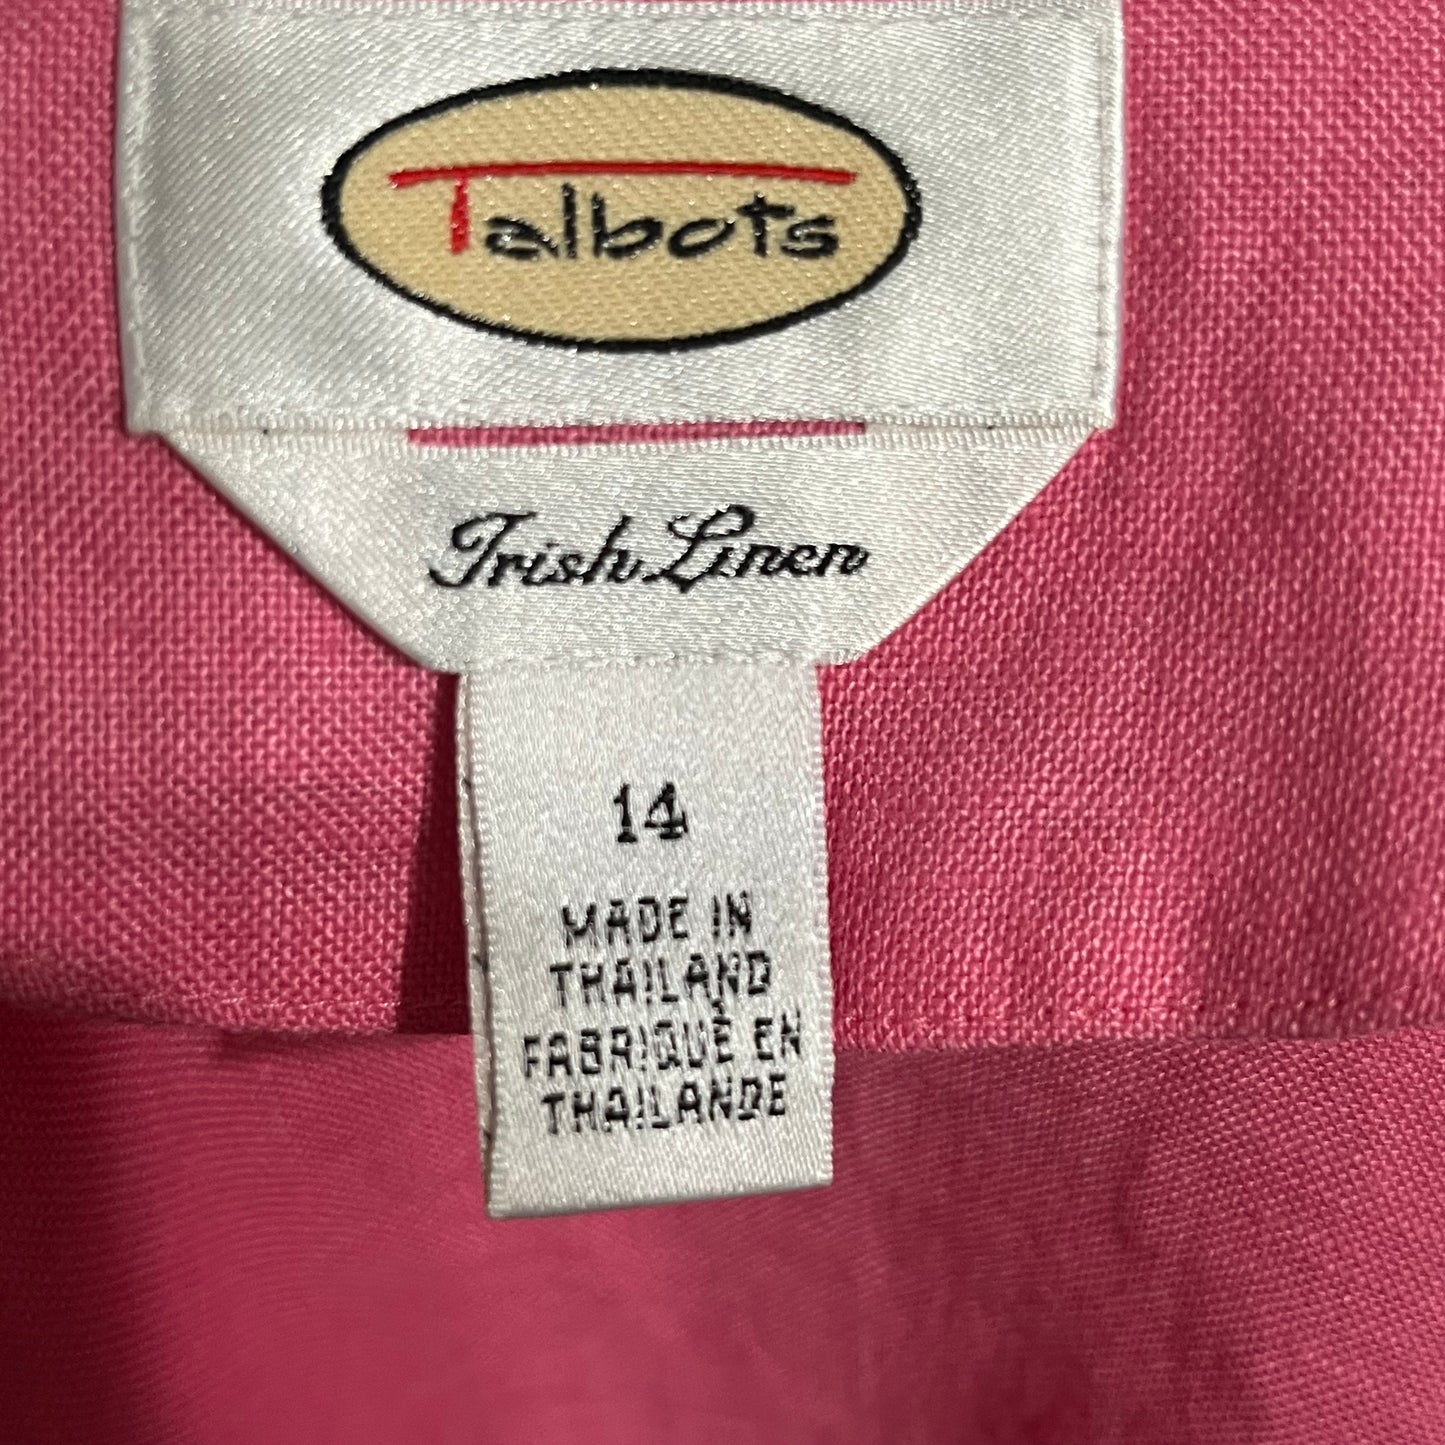 Talbots
Irish Linen
14
MADE IN
THAILAND
FABRIQUÉ EN
THAILANDE